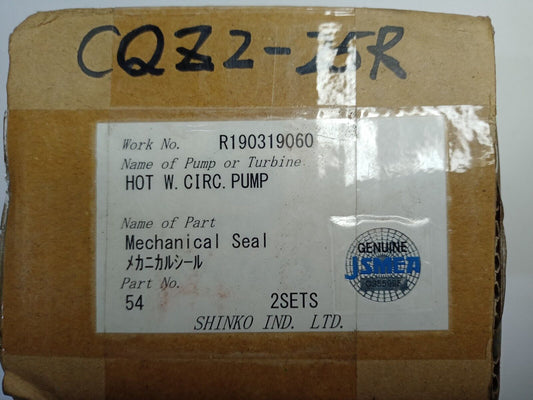 CQZ2-25R
Work No. R190319060
Name of Pump or Turbine.
HOT W.CIRC.PUMP
Name of Part
Mechanical Seal
メカニカルシール
Part No.
54 2SETS
SHINKO IND. LTD.
GENUINE
JSMEA